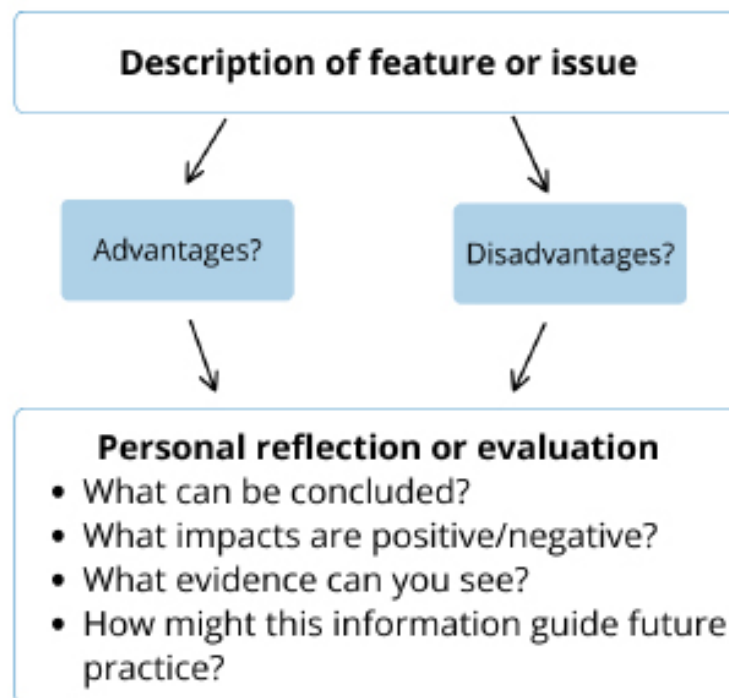 Description of feature or issue
Advantages?
Disadvantages?
Personal reflection or evaluation
• What can be concluded?
• What impacts are positive/negative?
• What evidence can you see?
• How might this information guide future
practice?